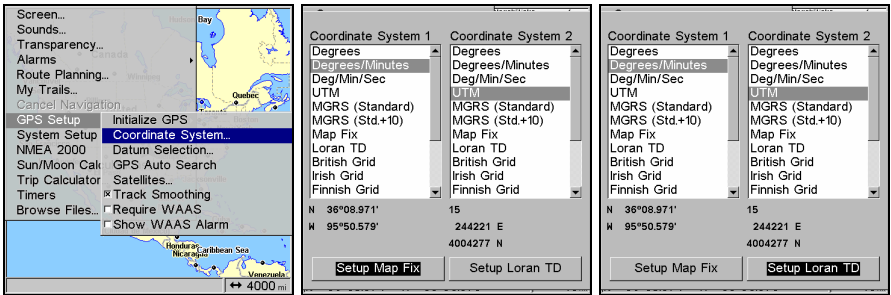 Screen...
Sounds...
Transparency...
Alarms
Route Planning...
My Trails...
Cancel Navigation
GPS Setup
System Setup
NMEA 2000
Sun/Moon Calc
Trip Calculator
Timers
Browse Files...
Initialize GPS
Coordinate System...
Datum Selection...
GPS Auto Search
Satellites...
Track Smoothing
Require WAAS
Show WAAS Alarm
Hudson Bay
Canada
Winnipeg
Quebec
Toronto
Honduras
Nicaragua
Caribbean Sea
Venezuela
↔ 4000 mi
Coordinate System 1
Degrees
Degrees/Minutes
Deg/Min/Sec
UTM
MGRS (Standard)
MGRS (Std.+10)
Map Fix
Loran TD
British Grid
Irish Grid
Finnish Grid
Coordinate System 2
Degrees
Degrees/Minutes
Deg/Min/Sec
UTM
MGRS (Standard)
MGRS (Std.+10)
Map Fix
Loran TD
British Grid
Irish Grid
Finnish Grid
N 36°08.971' 15
W 95°50.579' 244221 E
4004277 N
Setup Map Fix Setup Loran TD
Coordinate System 1
Degrees
Degrees/Minutes
Deg/Min/Sec
UTM
MGRS (Standard)
MGRS (Std.+10)
Map Fix
Loran TD
British Grid
Irish Grid
Finnish Grid
Coordinate System 2
Degrees
Degrees/Minutes
Deg/Min/Sec
UTM
MGRS (Standard)
MGRS (Std.+10)
Map Fix
Loran TD
British Grid
Irish Grid
Finnish Grid
N 36°08.971' 15
W 95°50.579' 244221 E
4004277 N
Setup Map Fix Setup Loran TD